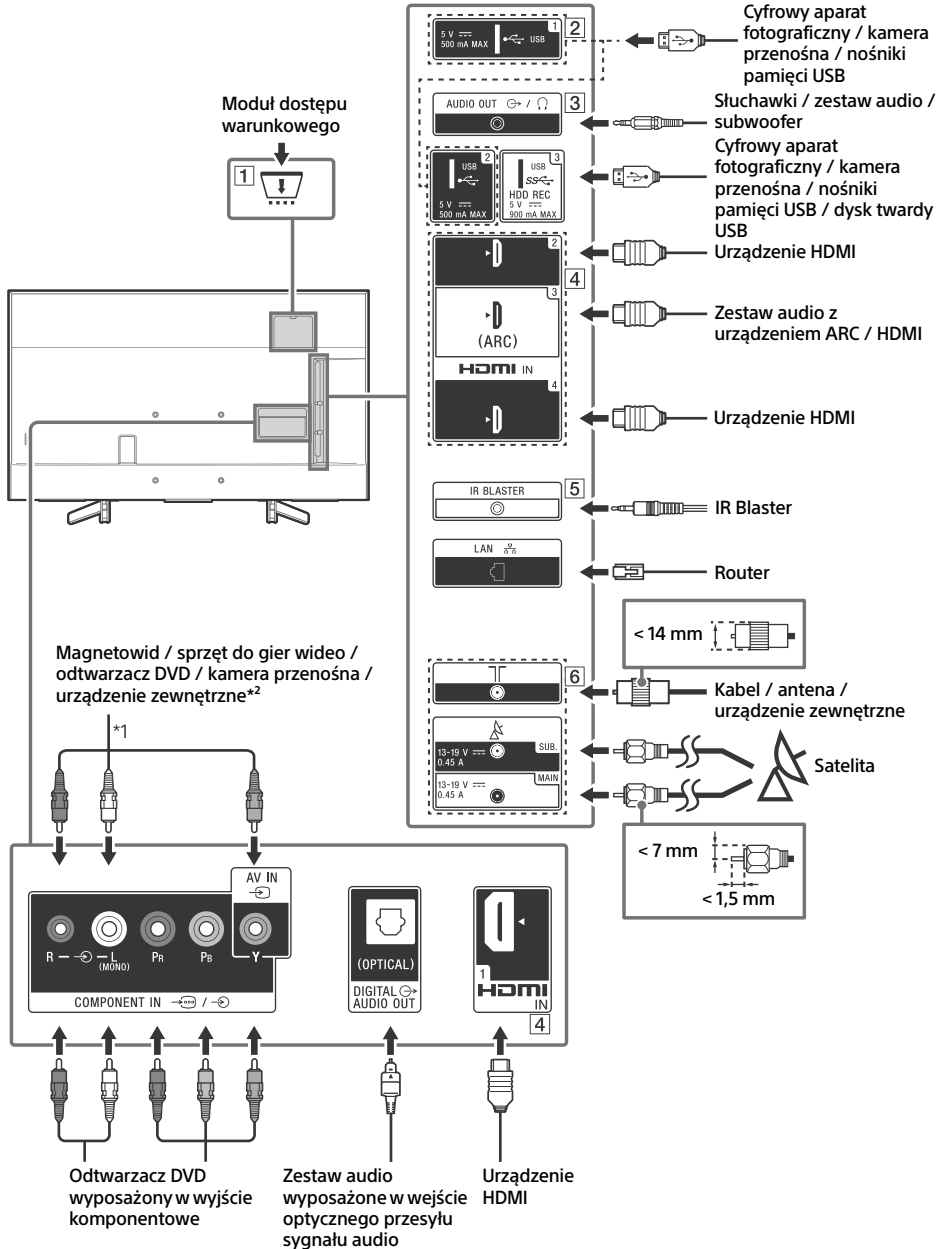 Cyfrowy aparat
fotograficzny / kamera
przenośna / nośniki
pamięci USB
5 V
500 mA MAX
USB
1
2
Moduł dostępu
warunkowego
1
AUDIO OUT
/
3
Słuchawki / zestaw audio /
subwoofer
2
USB
5 V
500 mA MAX
3
USB
SS
HDD REC
5 V
900 mA MAX
Cyfrowy aparat
fotograficzny / kamera
przenośna / nośniki
pamięci USB / dysk twardy
USB
2
Urządzenie HDMI
4
3
(ARC)
Zestaw audio z
urządzeniem ARC / HDMI
HDMI IN
4
Urządzenie HDMI
IR BLASTER
5
IR Blaster
LAN
Router
< 14 mm
6
Kabel / antena /
urządzenie zewnętrzne
13-19 V
0.45 A
SUB.
13-19 V
0.45 A
MAIN
Satelita
< 7 mm
< 1,5 mm
Magnetowid / sprzęt do gier wideo /
odtwarzacz DVD / kamera przenośna /
urządzenie zewnętrzne*2
*1
AV IN
R — — L
(MONO)
PR
PB
Y
COMPONENT IN /
(OPTICAL)
DIGITAL
AUDIO OUT
1
HDMI
IN
4
Odtwarzacz DVD
wyposażony w wyjście
komponentowe
Zestaw audio
wyposażone w wejście
optycznego przesyłu
sygnału audio
Urządzenie
HDMI